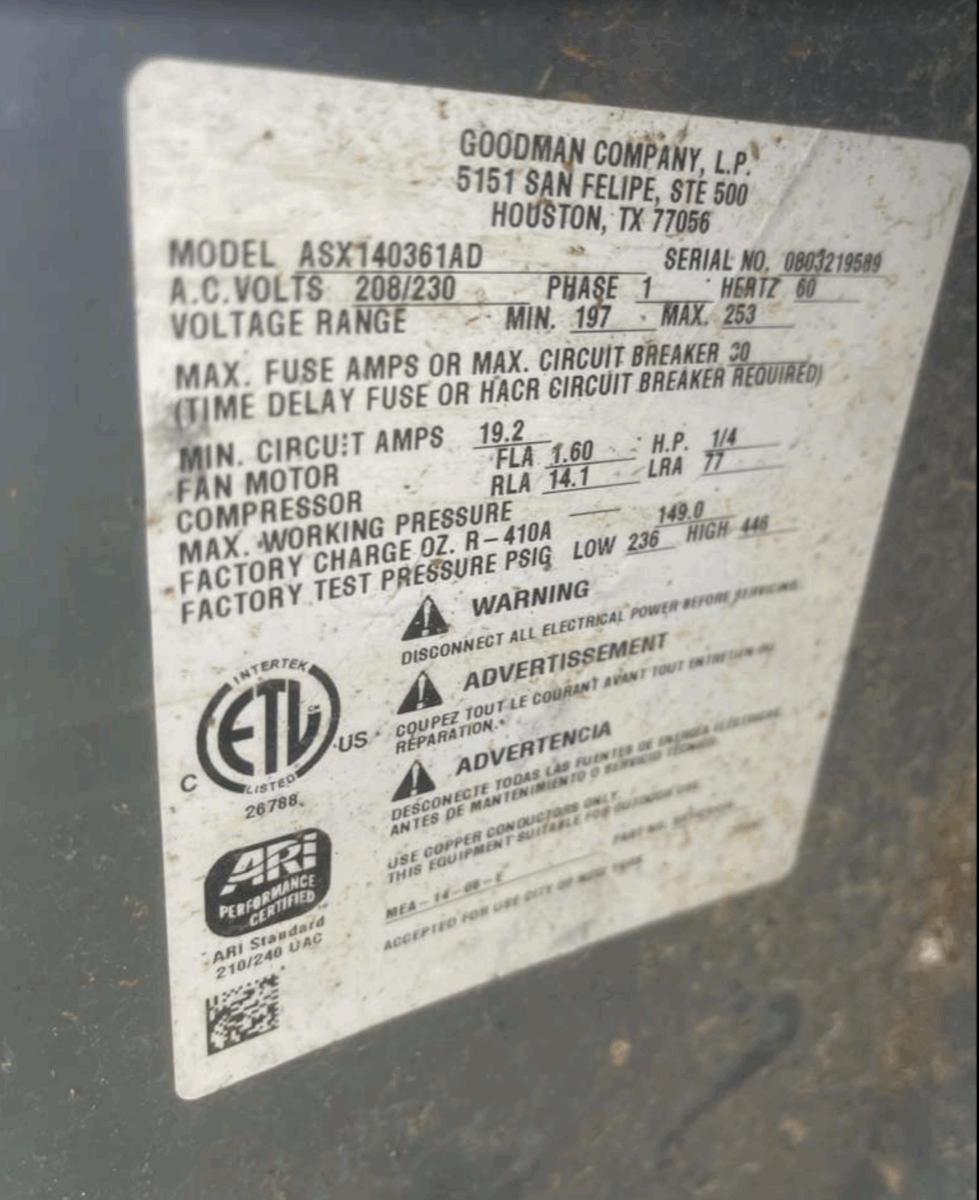 GOODMAN COMPANY, L.P.
5151 SAN FELIPE, STE 500
HOUSTON, TX 77056
MODEL ASX140361AD SERIAL NO. 0803219589
A.C.VOLTS 208/230 PHASE 1 HERTZ 60
VOLTAGE RANGE MIN. 197 MAX. 253
MAX. FUSE AMPS OR MAX. CIRCUIT BREAKER 30
(TIME DELAY FUSE OR HACR CIRCUIT BREAKER REQUIRED)
MIN. CIRCUIT AMPS 19.2
FAN MOTOR FLA 1.60 H.P. 1/4
COMPRESSOR RLA 14.1 LRA 77
MAX. WORKING PRESSURE
FACTORY CHARGE OZ. R-410A 149.0
FACTORY TEST PRESSURE PSIG LOW 236 HIGH 446
WARNING
DISCONNECT ALL ELECTRICAL POWER BEFORE SERVICING.
ADVERTISSEMENT
COUPEZ TOUT LE COURANT AVANT TOUT ENTRETIEN OU
RÉPARATION.
ADVERTENCIA
DESCONECTE TODAS LAS FUENTES DE ENERGÍA ELÉCTRICA
ANTES DE MANTENIMIENTO O SERVICIO TÉCNICO.
USE COPPER CONDUCTORS ONLY.
THIS EQUIPMENT SUITABLE FOR OUTDOOR USE
PART NO.
MEA-14-08-E
ACCEPTED FOR USE CITY OF NEW YORK
INTERTEK
ETL CM
C US
LISTED
26788
ARi
PERFORMANCE
CERTIFIED
ARI Standard
210/240 UAC